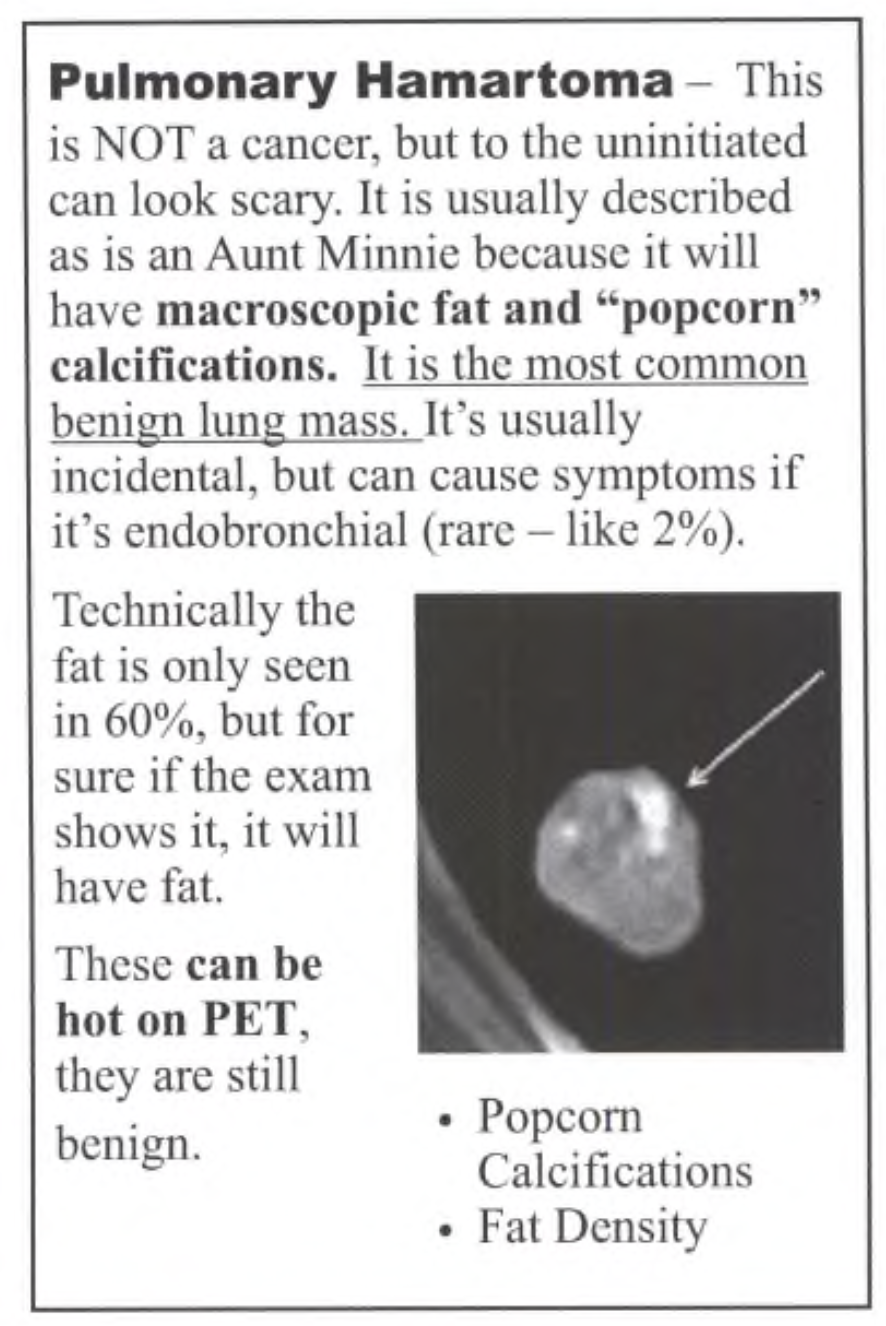 Pulmonary Hamartoma – This
is NOT a cancer, but to the uninitiated
can look scary. It is usually described
as is an Aunt Minnie because it will
have macroscopic fat and “popcorn”
calcifications. It is the most common
benign lung mass. It’s usually
incidental, but can cause symptoms if
it’s endobronchial (rare – like 2%).
Technically the
fat is only seen
in 60%, but for
sure if the exam
shows it, it will
have fat.
These can be
hot on PET,
they are still
benign.
• Popcorn
Calcifications
• Fat Density